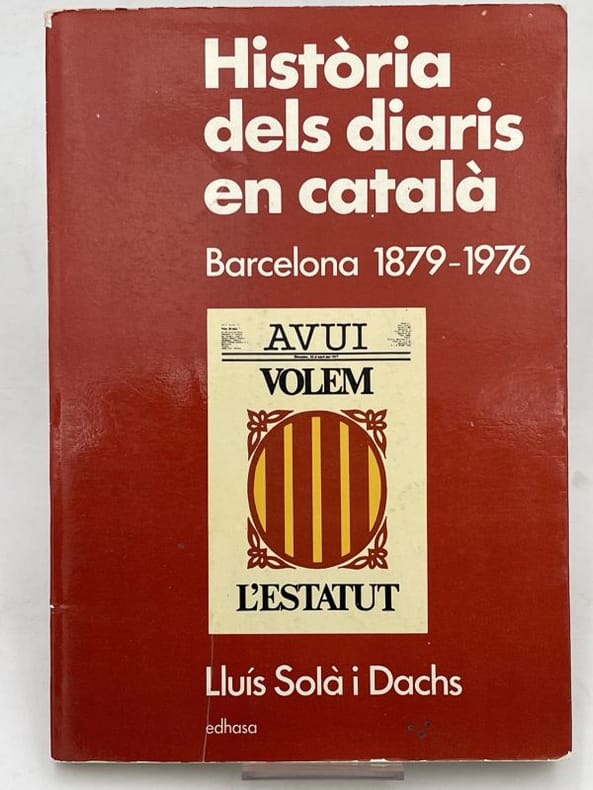 Història
dels diaris
en català
Barcelona 1879-1976
AVUI
VOLEM
L'ESTATUT
Lluís Solà i Dachs
edhasa